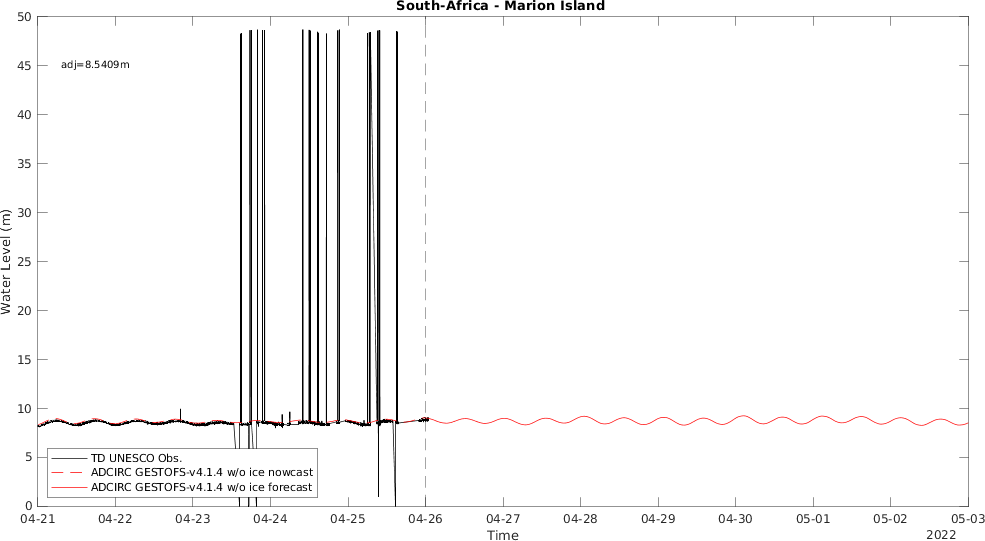 South-Africa - Marion Island
50
45
40
35
30
25
20
15
10
5
0
Water Level (m)
adj=8.5409m
TD UNESCO Obs.
ADCIRC GESTOFS-v4.1.4 w/o ice nowcast
ADCIRC GESTOFS-v4.1.4 w/o ice forecast
04-21 04-22 04-23 04-24 04-25 04-26 04-27 04-28 04-29 04-30 05-01 05-02 05-03
Time
2022